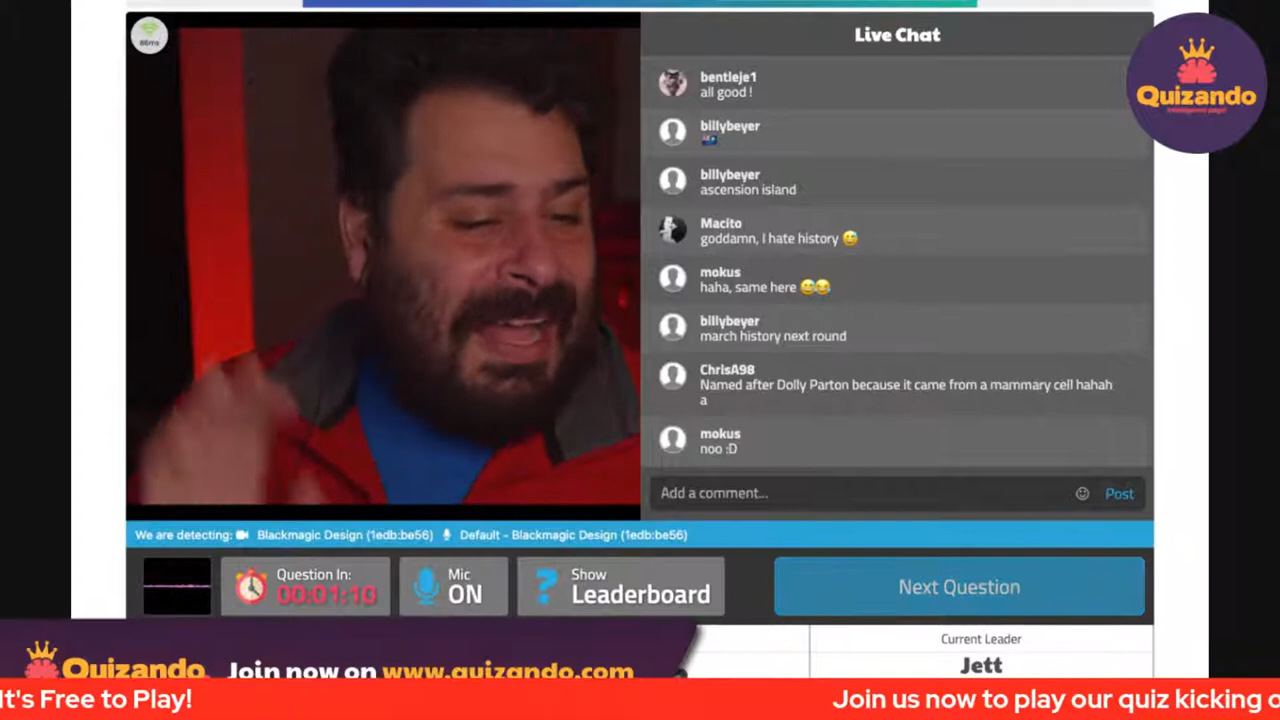 86ms
Live Chat
bentleje1
all good !
billybeyer
billybeyer
ascension island
Macito
goddamn, I hate history 😅
mokus
haha, same here 😅😂
billybeyer
march history next round
ChrisA98
Named after Dolly Parton because it came from a mammary cell hahah
a
mokus
noo :D
Add a comment...
Post
Quizando
We are detecting: Blackmagic Design (1edb:be56) Default - Blackmagic Design (1edb:be56)
Question In:
00:01:10
Mic
ON
Show
Leaderboard
Next Question
Current Leader
Jett
Quizando
Join now on www.quizando.com
It's Free to Play!
Join us now to play our quiz kicking o